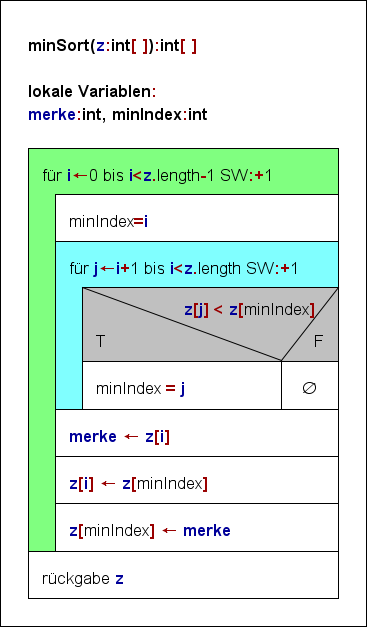 minSort(z:int[ ]):int[ ]
lokale Variablen:
merke:int, minIndex:int
für i←0 bis i<z.length-1 SW:+1
minIndex=i
für j←i+1 bis i<z.length SW:+1
z[j] < z[minIndex]
T F
minIndex = j ∅
merke ← z[i]
z[i] ← z[minIndex]
z[minIndex] ← merke
rückgabe z